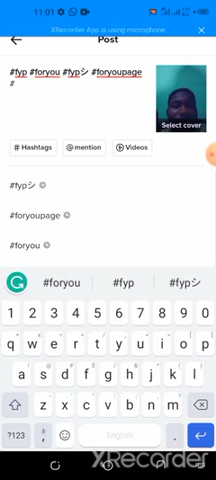 11:01
XRecorder App is using microphone
Post
#fyp #foryou #fypシ #foryoupage
#
Select cover
# Hashtags @ mention Videos
#fypシ
#foryoupage
#foryou
#foryou #fyp #fypシ
1 2 3 4 5 6 7 8 9 0
q w e r t y u i o p
a s d f g h j k l
z x c v b n m
?123 , English .
XRECORDER